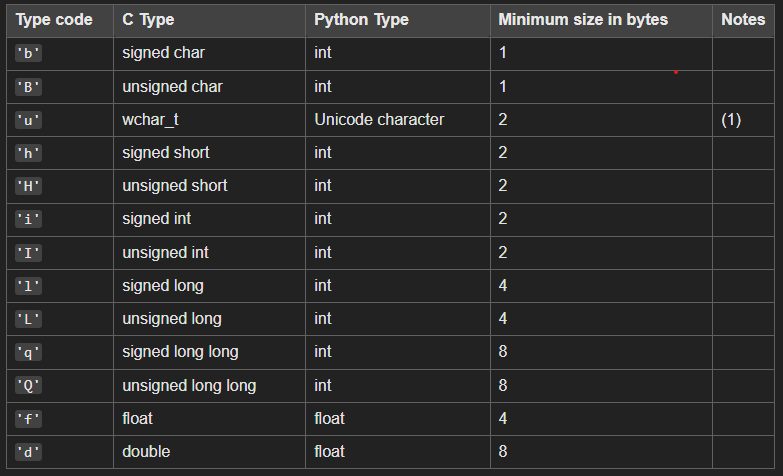 Type code C Type Python Type Minimum size in bytes Notes
'b' signed char int 1
'B' unsigned char int 1
'u' wchar_t Unicode character 2 (1)
'h' signed short int 2
'H' unsigned short int 2
'i' signed int int 2
'I' unsigned int int 2
'l' signed long int 4
'L' unsigned long int 4
'q' signed long long int 8
'Q' unsigned long long int 8
'f' float float 4
'd' double float 8